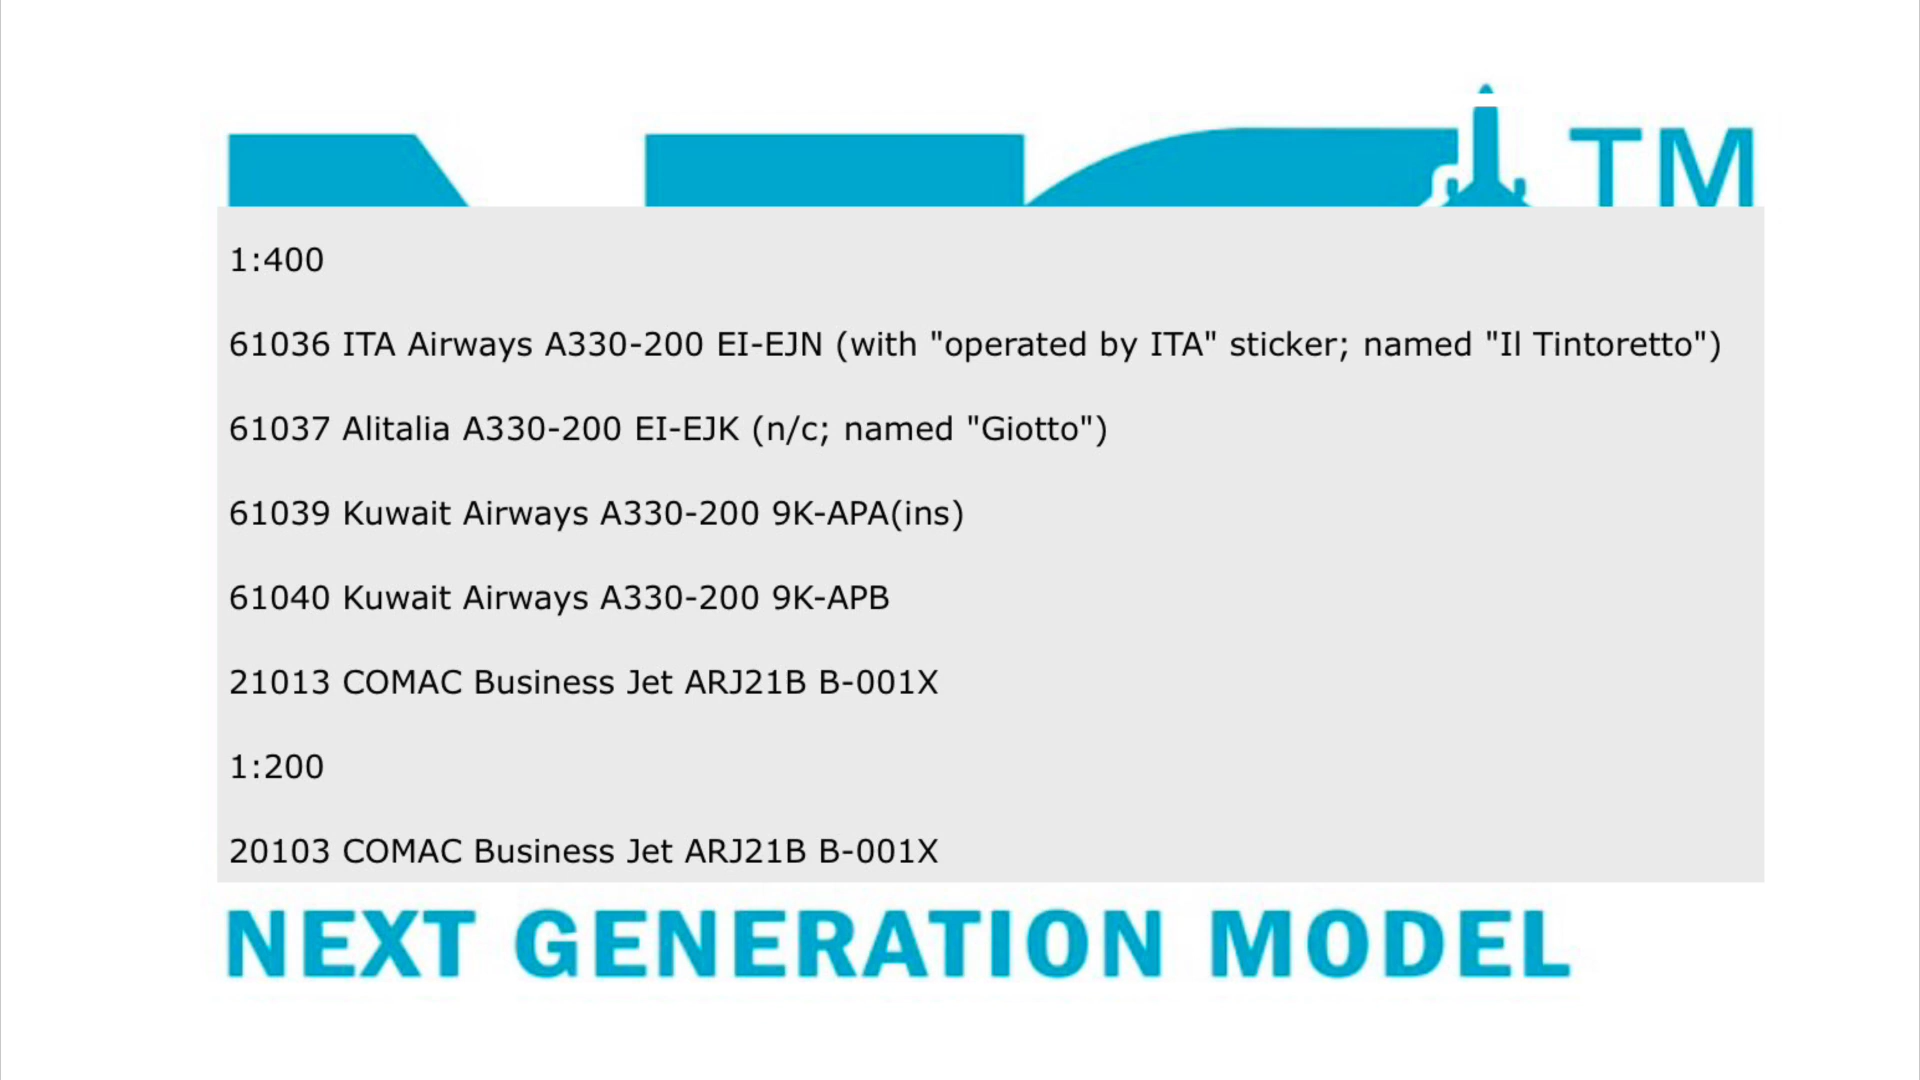 TM
1:400
61036 ITA Airways A330-200 EI-EJN (with "operated by ITA" sticker; named "Il Tintoretto")
61037 Alitalia A330-200 EI-EJK (n/c; named "Giotto")
61039 Kuwait Airways A330-200 9K-APA(ins)
61040 Kuwait Airways A330-200 9K-APB
21013 COMAC Business Jet ARJ21B B-001X
1:200
20103 COMAC Business Jet ARJ21B B-001X
NEXT GENERATION MODEL